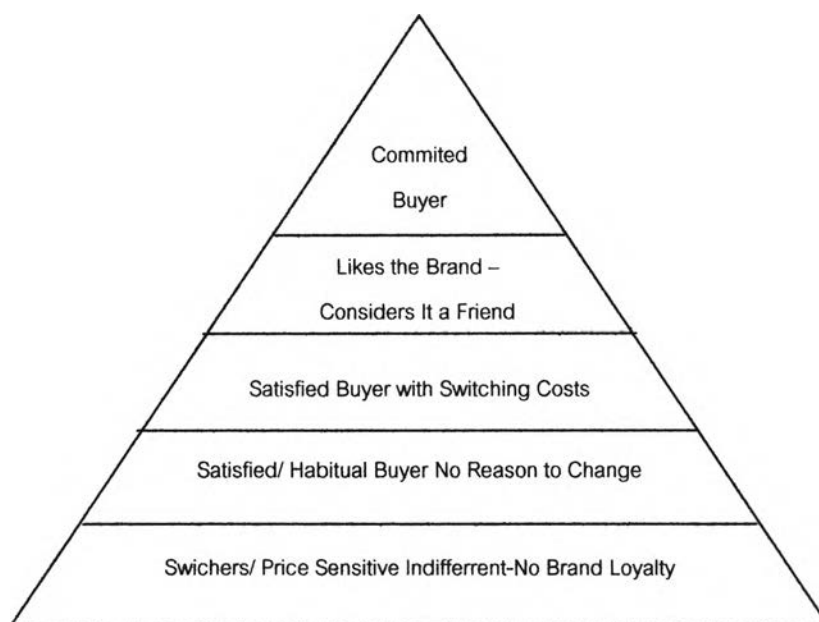 Commited
Buyer
Likes the Brand –
Considers It a Friend
Satisfied Buyer with Switching Costs
Satisfied/ Habitual Buyer No Reason to Change
Swichers/ Price Sensitive Indifferrent-No Brand Loyalty